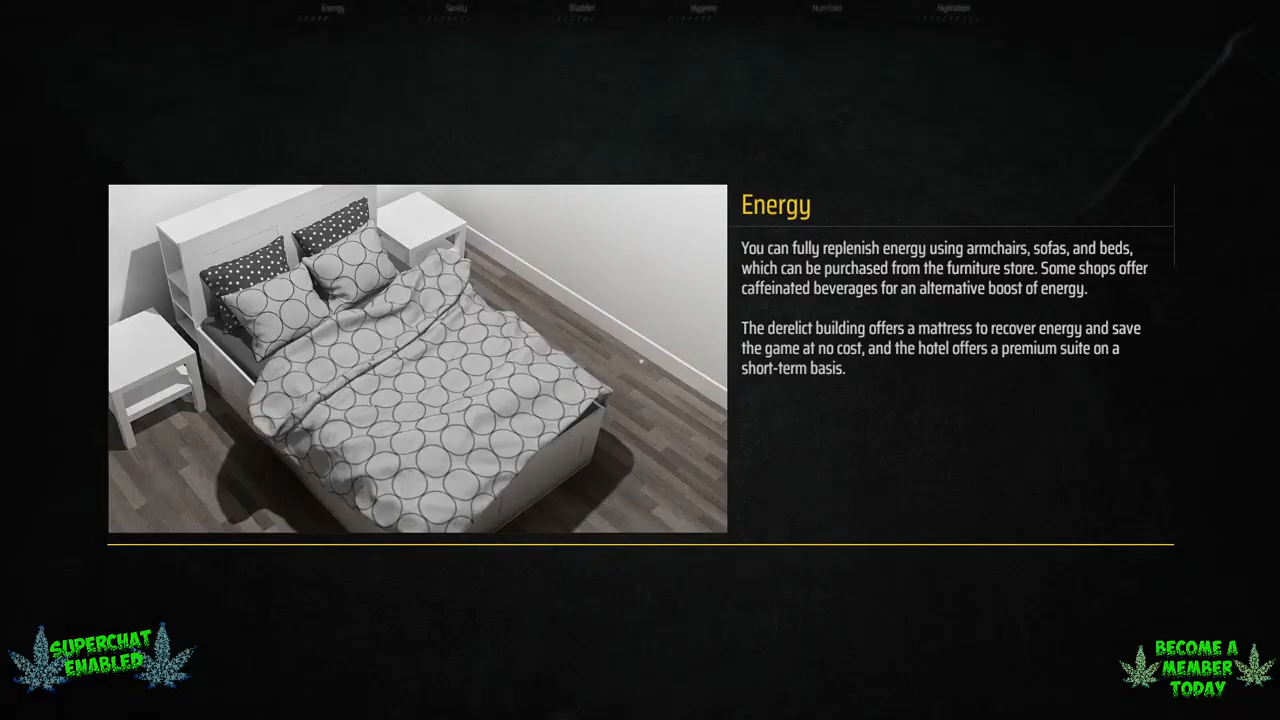 Energy Sanity Bladder Hygiene Nutrition Hydration
Energy
You can fully replenish energy using armchairs, sofas, and beds,
which can be purchased from the furniture store. Some shops offer
caffeinated beverages for an alternative boost of energy.
The derelict building offers a mattress to recover energy and save
the game at no cost, and the hotel offers a premium suite on a
short-term basis.
SUPERCHAT
ENABLED
BECOME A
MEMBER
TODAY